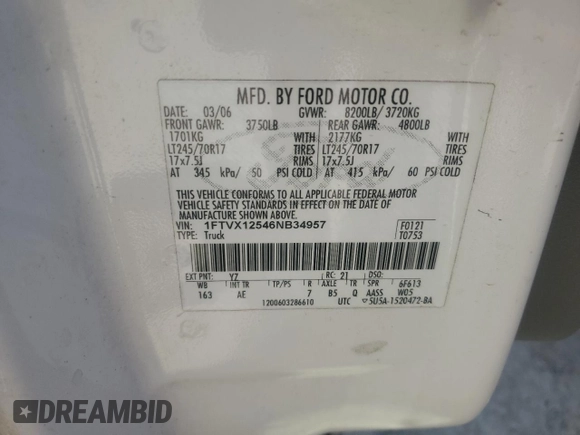 MFD. BY FORD MOTOR CO.
DATE: 03/06 GVWR: 8200LB/ 3720KG
FRONT GAWR: 3750LB REAR GAWR: 4800LB
1701KG WITH 2177KG WITH
LT245/70R17 TIRES LT245/70R17 TIRES
17x7.5J RIMS 17x7.5J RIMS
AT 345 kPa/ 50 PSI COLD AT 415 kPa/ 60 PSI COLD
THIS VEHICLE CONFORMS TO ALL APPLICABLE FEDERAL MOTOR
VEHICLE SAFETY STANDARDS IN EFFECT ON THE DATE OF
MANUFACTURE SHOWN ABOVE.
VIN: 1FTVX12546NB34957 F0121
TYPE: Truck T0753
EXT PNT: YZ RC: 21 DSO:
WB INT TR TP/PS R AXLE TR SPR 6F613
163 AE 7 B5 Q AASS W05
1200603286610 UTC 5U5A-1520472-BA
DREAMBID